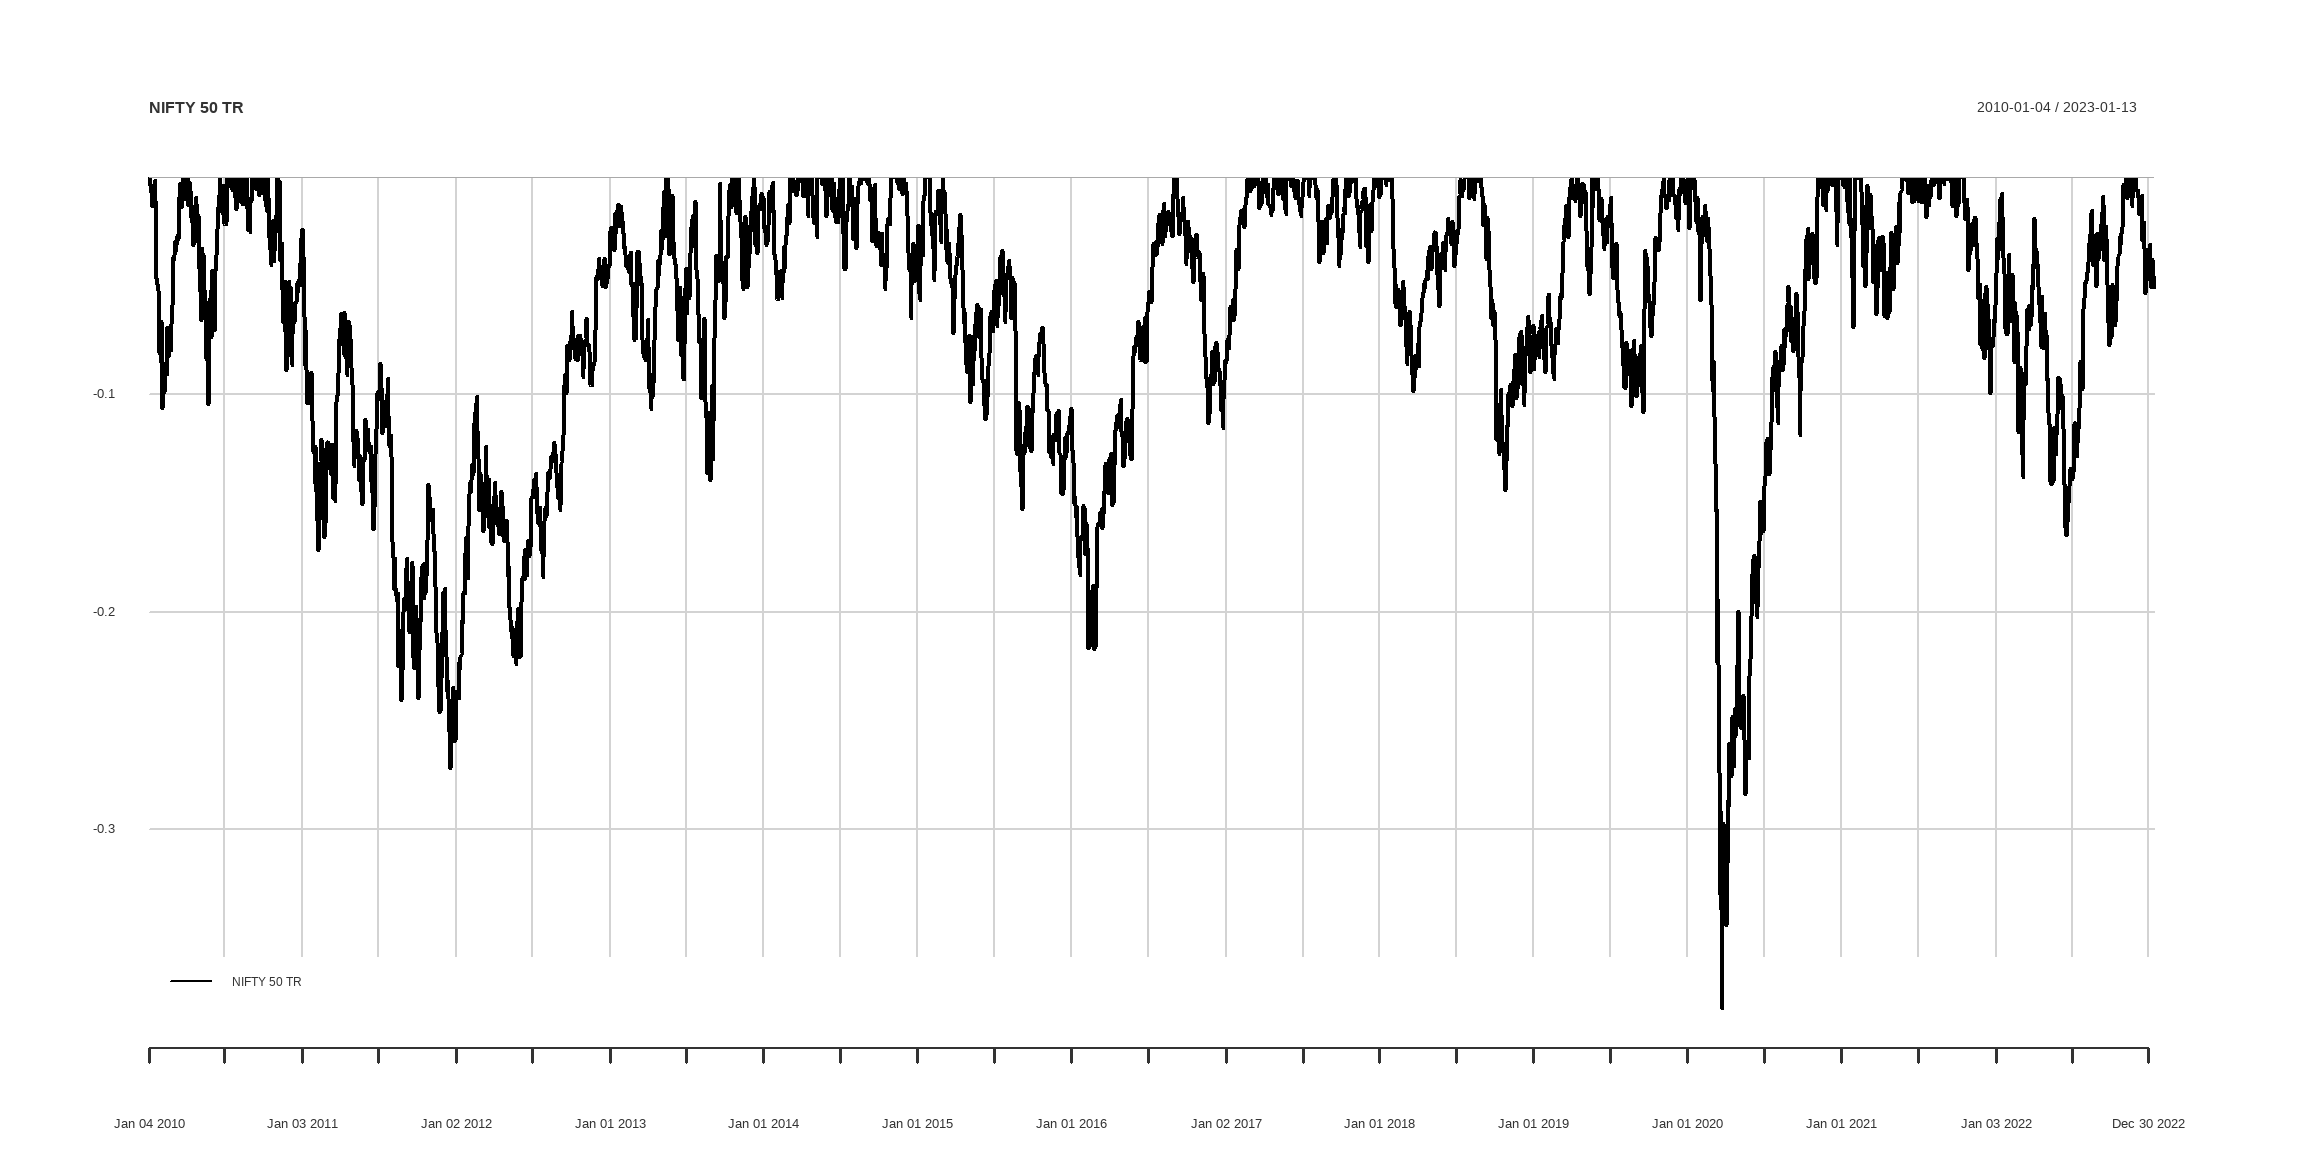 NIFTY 50 TR
2010-01-04 / 2023-01-13
-0.1
-0.2
-0.3
NIFTY 50 TR
Jan 04 2010
Jan 03 2011
Jan 02 2012
Jan 01 2013
Jan 01 2014
Jan 01 2015
Jan 01 2016
Jan 02 2017
Jan 01 2018
Jan 01 2019
Jan 01 2020
Jan 01 2021
Jan 03 2022
Dec 30 2022